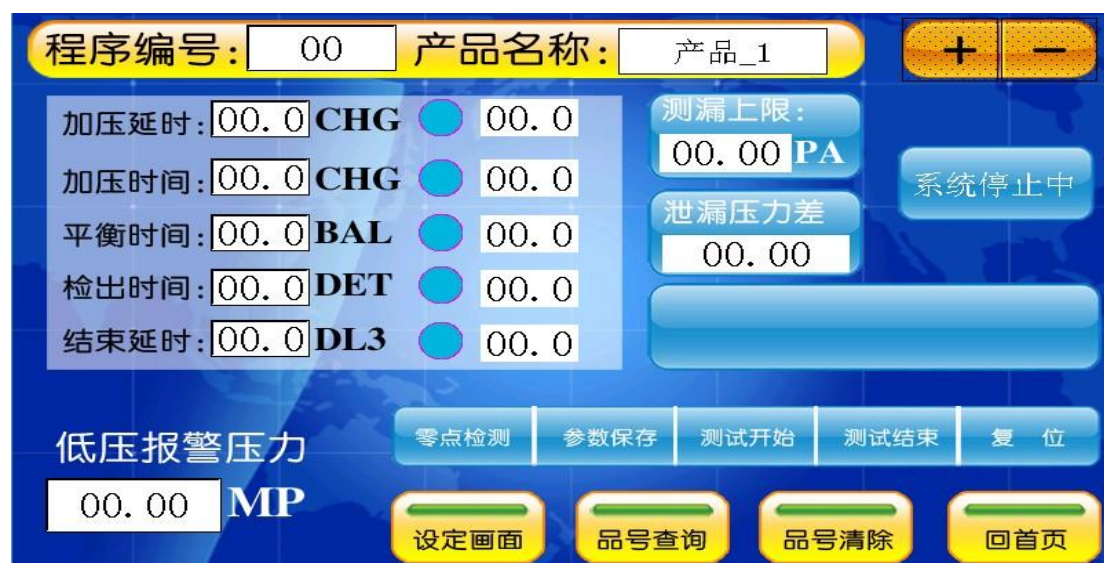 程序编号: 00 产品名称: 产品_1 + -
加压延时: 00.0 CHG 00.0
加压时间: 00.0 CHG 00.0
平衡时间: 00.0 BAL 00.0
检出时间: 00.0 DET 00.0
结束延时: 00.0 DL3 00.0
测漏上限:
00.00 PA
泄漏压力差
00.00
系统停止中
低压报警压力
00.00 MP
零点检测 参数保存 测试开始 测试结束 复 位
设定画面 品号查询 品号清除 回首页